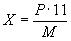 X = P · 11 / M